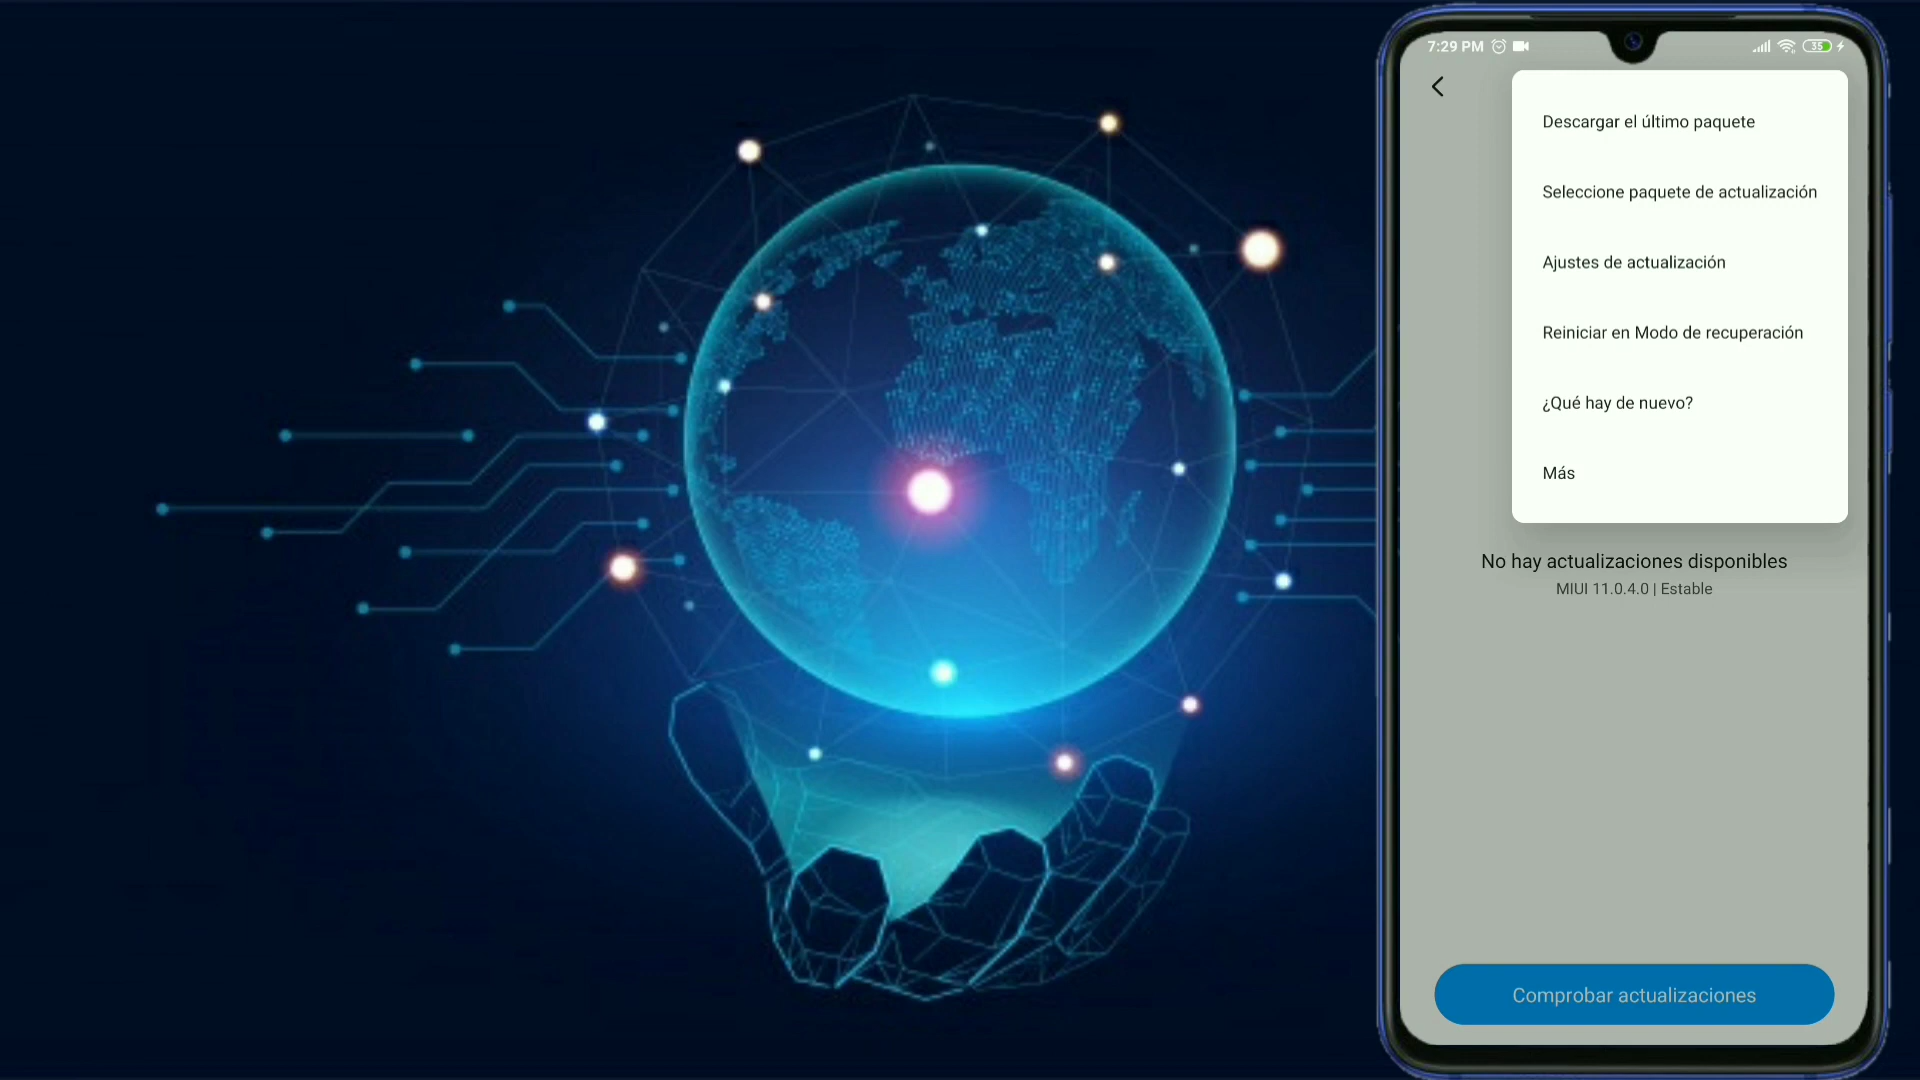 7:29 PM
35
Descargar el último paquete
Seleccione paquete de actualización
Ajustes de actualización
Reiniciar en Modo de recuperación
¿Qué hay de nuevo?
Más
No hay actualizaciones disponibles
MIUI 11.0.4.0 | Estable
Comprobar actualizaciones